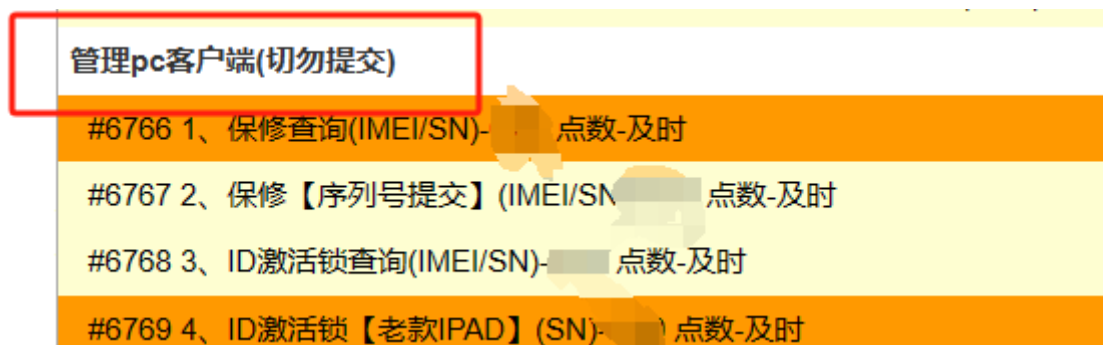 管理pc客户端(切勿提交)
#6766 1、保修查询(IMEI/SN)- 点数-及时
#6767 2、保修【序列号提交】(IMEI/SN 点数-及时
#6768 3、ID激活锁查询(IMEI/SN)- 点数-及时
#6769 4、ID激活锁【老款IPAD】(SN)- 点数-及时